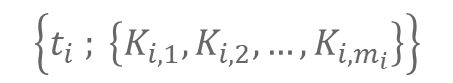 {t_i ; {K_{i,1}, K_{i,2}, …, K_{i,m_i}}}